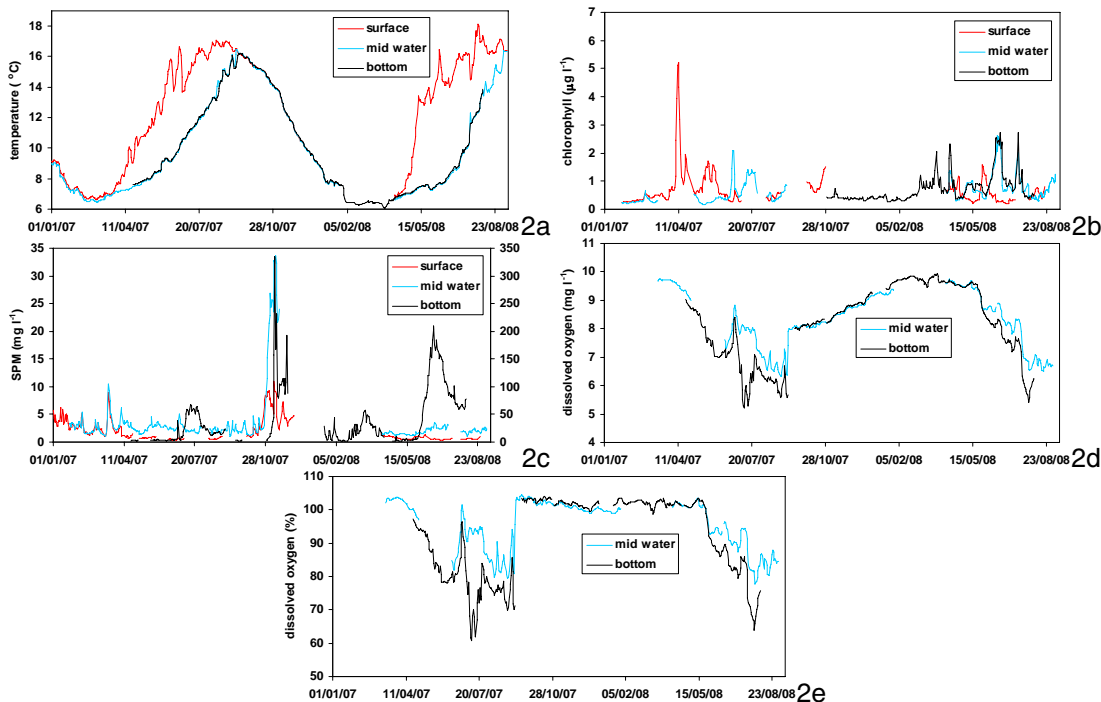 temperature ( °C)
18
16
14
12
10
8
6
surface
mid water
bottom
01/01/07 11/04/07 20/07/07 28/10/07 05/02/08 15/05/08 23/08/08
2a
chlorophyll (µg l⁻¹)
7
6
5
4
3
2
1
0
surface
mid water
bottom
01/01/07 11/04/07 20/07/07 28/10/07 05/02/08 15/05/08 23/08/08
2b
SPM (mg l⁻¹)
35
30
25
20
15
10
5
0
surface
mid water
bottom
350
300
250
200
150
100
50
0
01/01/07 11/04/07 20/07/07 28/10/07 05/02/08 15/05/08 23/08/08
2c
dissolved oxygen (mg l⁻¹)
10
9
8
7
6
5
4
mid water
bottom
01/01/07 11/04/07 20/07/07 28/10/07 05/02/08 15/05/08 23/08/08
2d
dissolved oxygen (%)
110
100
90
80
70
60
50
mid water
bottom
01/01/07 11/04/07 20/07/07 28/10/07 05/02/08 15/05/08 23/08/08
2e